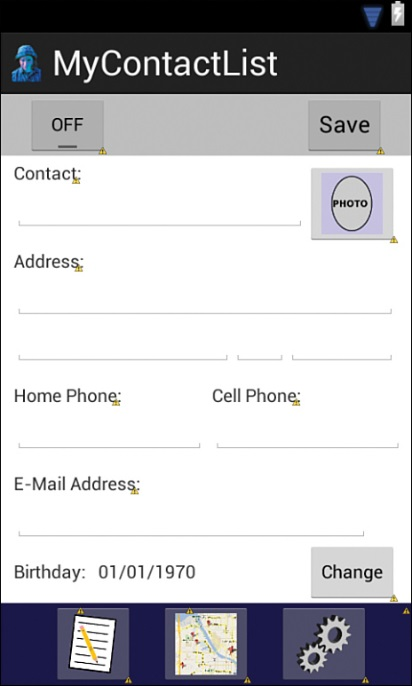 MyContactList
OFF Save
Contact:
PHOTO
Address:
Home Phone: Cell Phone:
E-Mail Address:
Birthday: 01/01/1970 Change